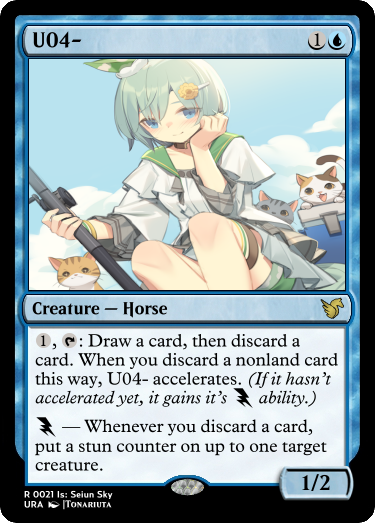 U04-
1
Creature — Horse
1, : Draw a card, then discard a
card. When you discard a nonland card
this way, U04- accelerates. (If it hasn't
accelerated yet, it gains it's ability.)
— Whenever you discard a card,
put a stun counter on up to one target
creature.
1/2
R 0021 Is: Seiun Sky
URA Tonariuta